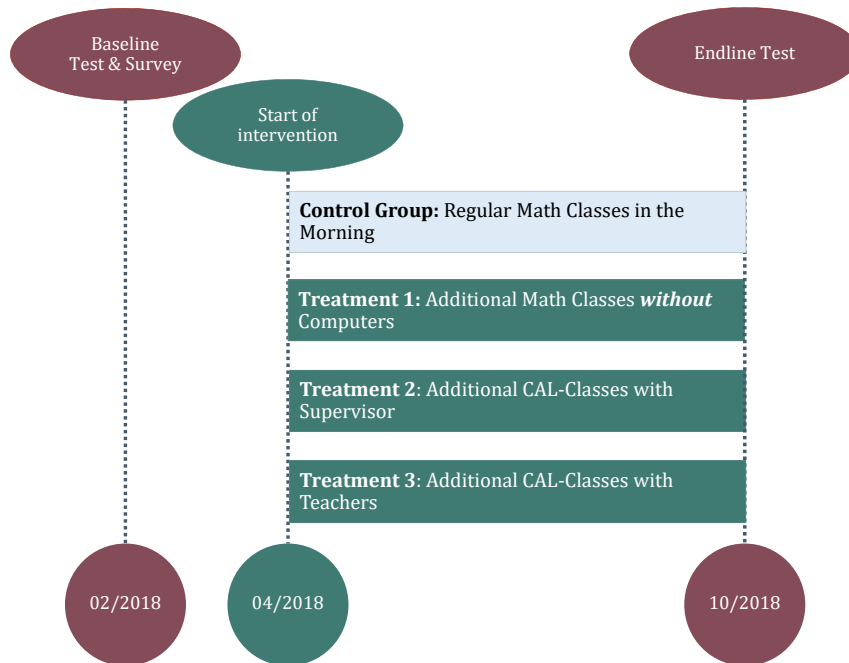 Baseline
Test & Survey
Endline Test
Start of
intervention
Control Group: Regular Math Classes in the
Morning
Treatment 1: Additional Math Classes without
Computers
Treatment 2: Additional CAL-Classes with
Supervisor
Treatment 3: Additional CAL-Classes with
Teachers
02/2018
04/2018
10/2018